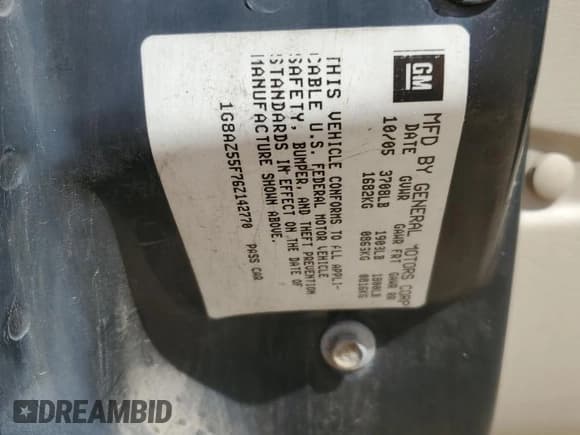 GM
MFD BY GENERAL MOTORS CORP
DATE GVWR GAWR FRT GAWR RR
10/05 3708LB 1903LB 1800LB
1682KG 0863KG 0816KG
THIS VEHICLE CONFORMS TO ALL APPLI-
CABLE U.S. FEDERAL MOTOR VEHICLE
SAFETY, BUMPER, AND THEFT PREVENTION
STANDARDS IN EFFECT ON THE DATE OF
MANUFACTURE SHOWN ABOVE.
1G8AZ55F76Z142770 PASS CAR
DREAMBID